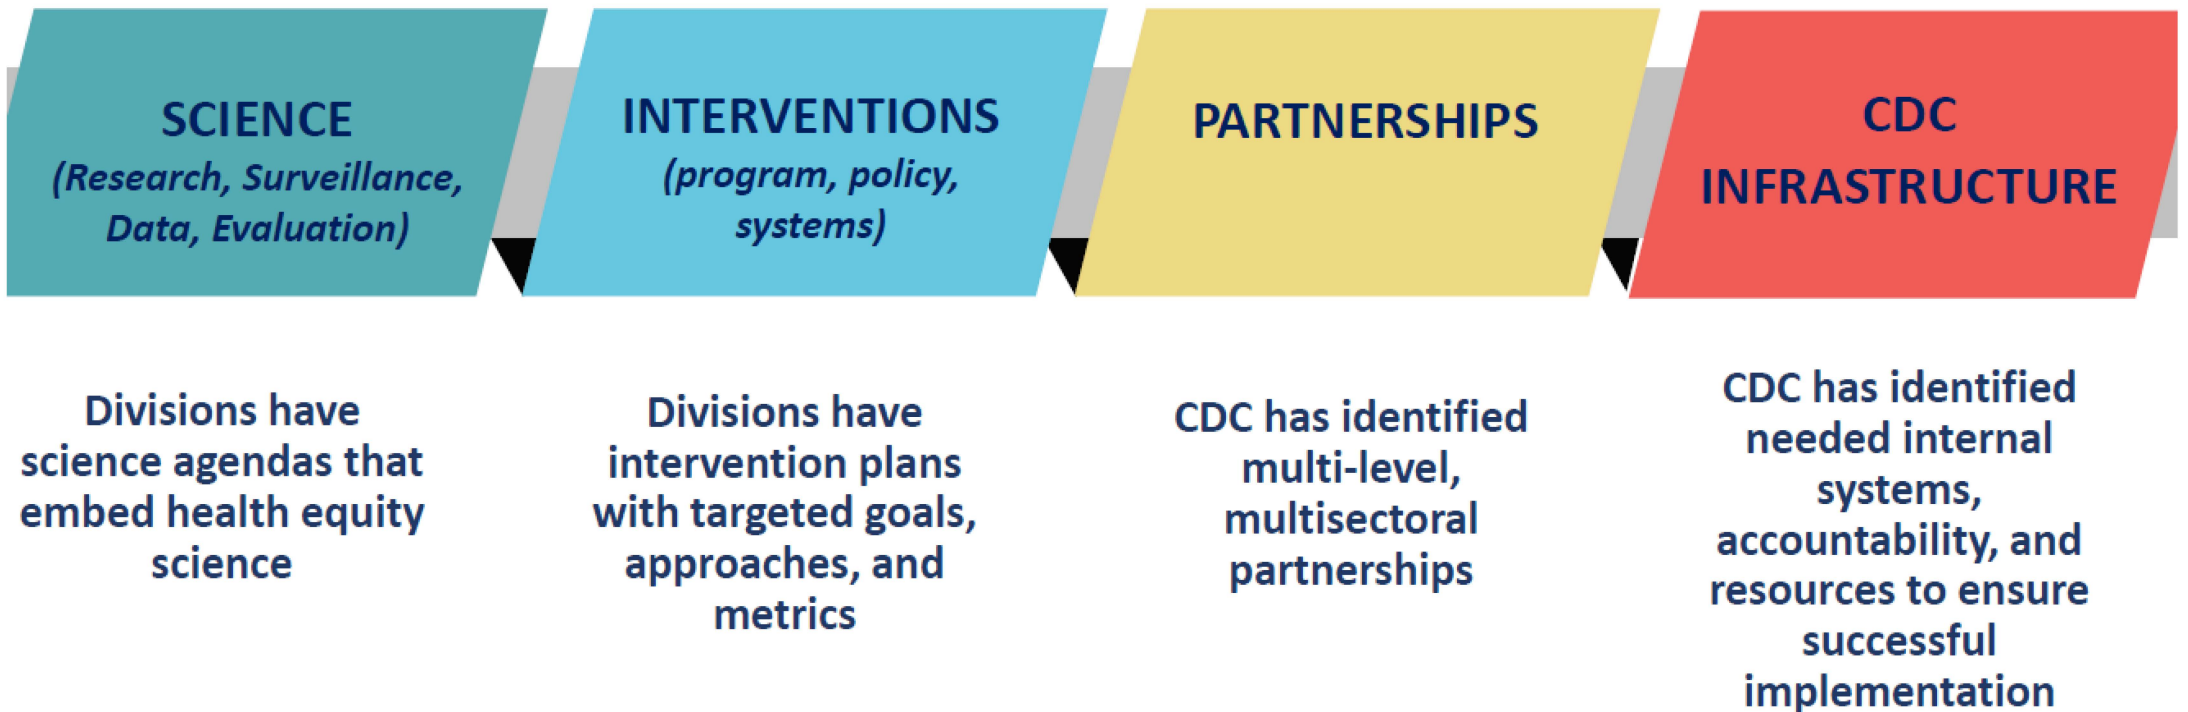 SCIENCE
(Research, Surveillance,
Data, Evaluation)
INTERVENTIONS
(program, policy,
systems)
PARTNERSHIPS
CDC
INFRASTRUCTURE
Divisions have
science agendas that
embed health equity
science
Divisions have
intervention plans
with targeted goals,
approaches, and
metrics
CDC has identified
multi-level,
multisectoral
partnerships
CDC has identified
needed internal
systems,
accountability, and
resources to ensure
successful
implementation